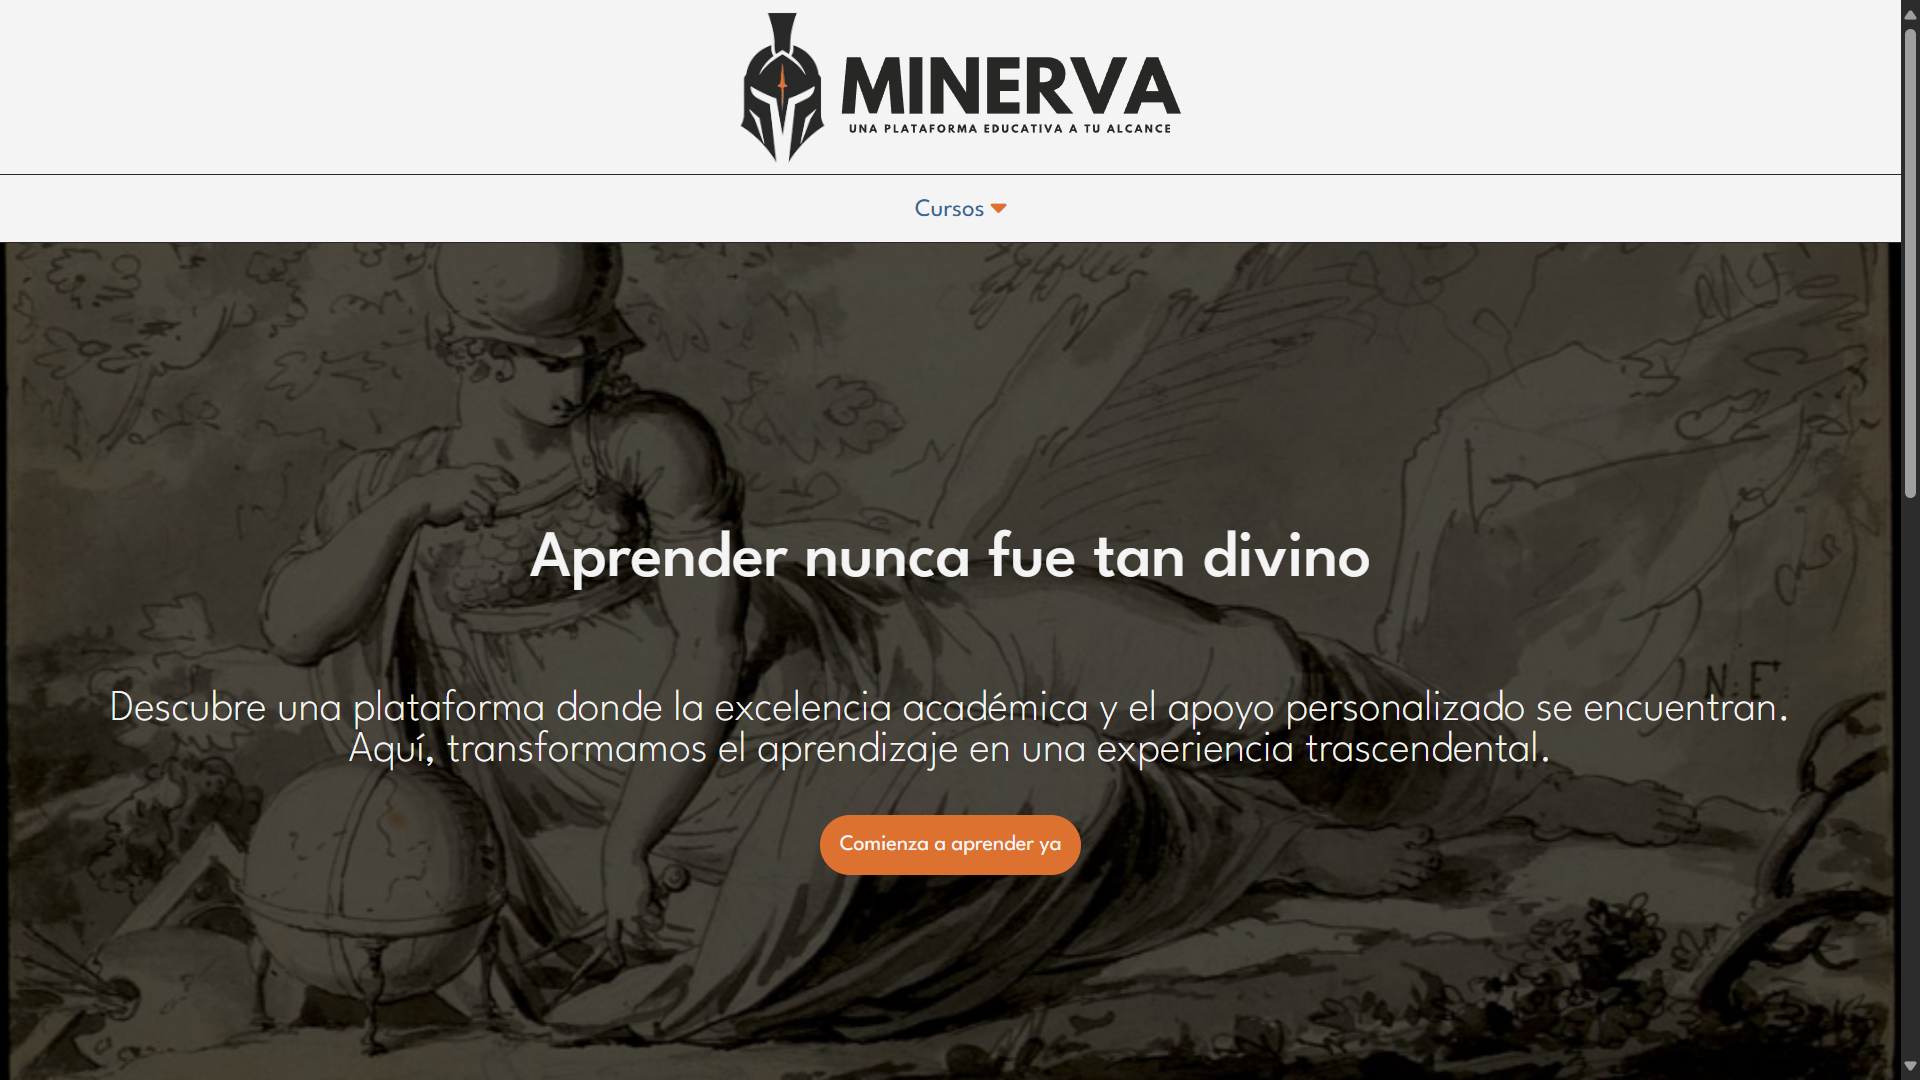 MINERVA
UNA PLATAFORMA EDUCATIVA A TU ALCANCE
Cursos
Aprender nunca fue tan divino
N. F.
Descubre una plataforma donde la excelencia académica y el apoyo personalizado se encuentran.
Aquí, transformamos el aprendizaje en una experiencia trascendental.
Comienza a aprender ya